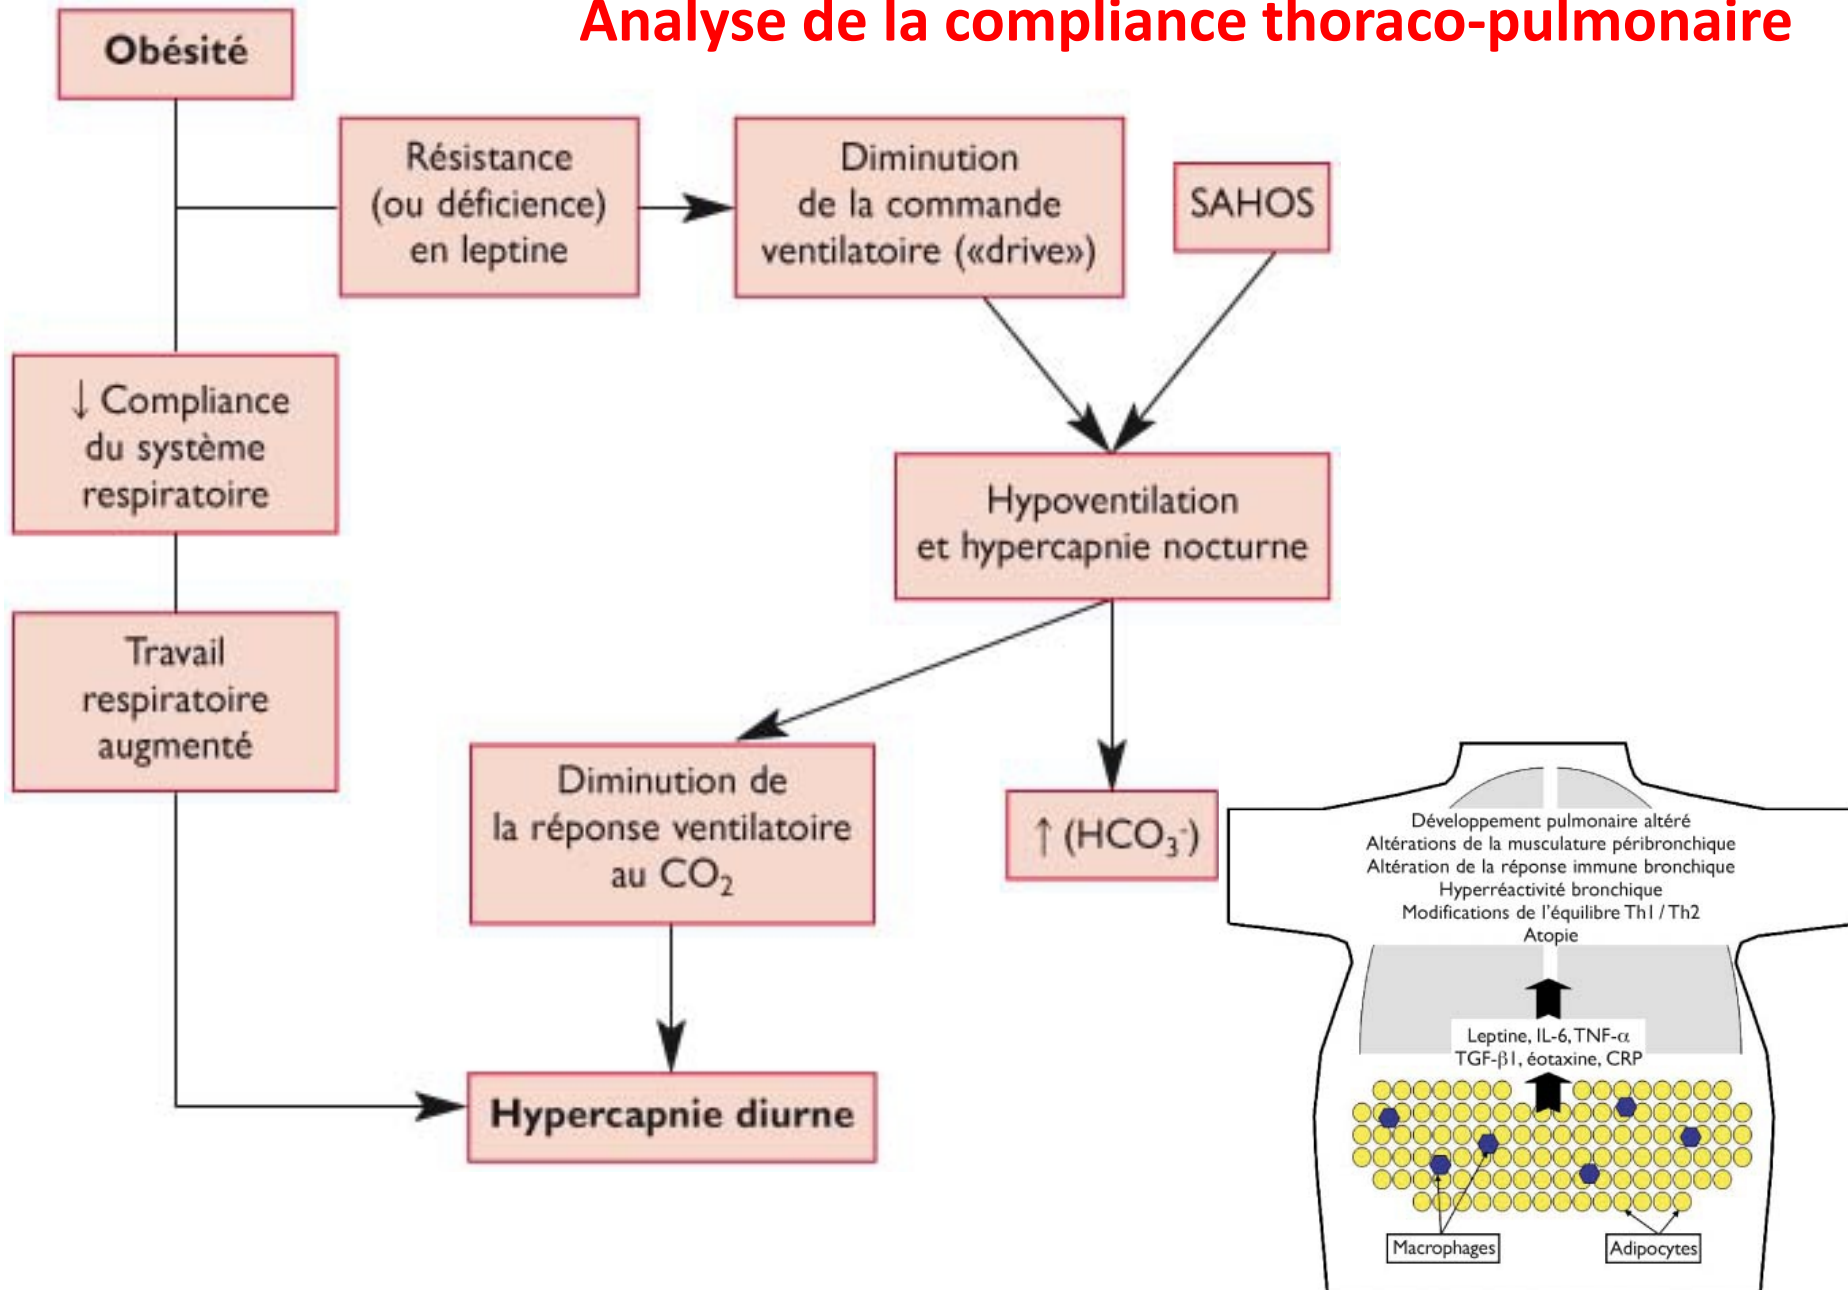 Analyse de la compliance thoraco-pulmonaire
Obésité
Résistance
(ou déficience)
en leptine
Diminution
de la commande
ventilatoire («drive»)
SAHOS
↓ Compliance
du système
respiratoire
Hypoventilation
et hypercapnie nocturne
Travail
respiratoire
augmenté
Diminution de
la réponse ventilatoire
au CO₂
↑ (HCO₃⁻)
Hypercapnie diurne
Développement pulmonaire altéré
Altérations de la musculature péribronchique
Altération de la réponse immune bronchique
Hyperréactivité bronchique
Modifications de l'équilibre Th1 / Th2
Atopie
Leptine, IL-6, TNF-α
TGF-β1, éotaxine, CRP
Macrophages
Adipocytes